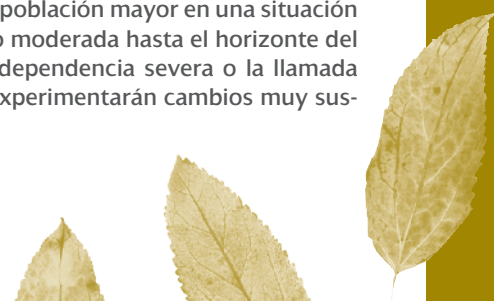 población mayor en una situación
o moderada hasta el horizonte del
dependencia severa o la llamada
experimentarán cambios muy sus-